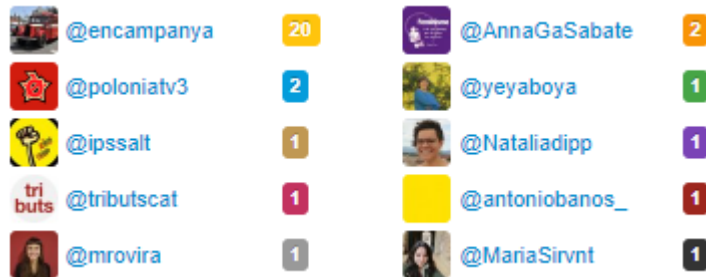 @encampanya 20
@AnnaGaSabate 2
@poloniatv3 2
@yeyaboya 1
@ipssalt 1
@Nataliadipp 1
tri
buts
@tributscat 1
@antoniobanos_ 1
@mrovira 1
@MariaSirvnt 1